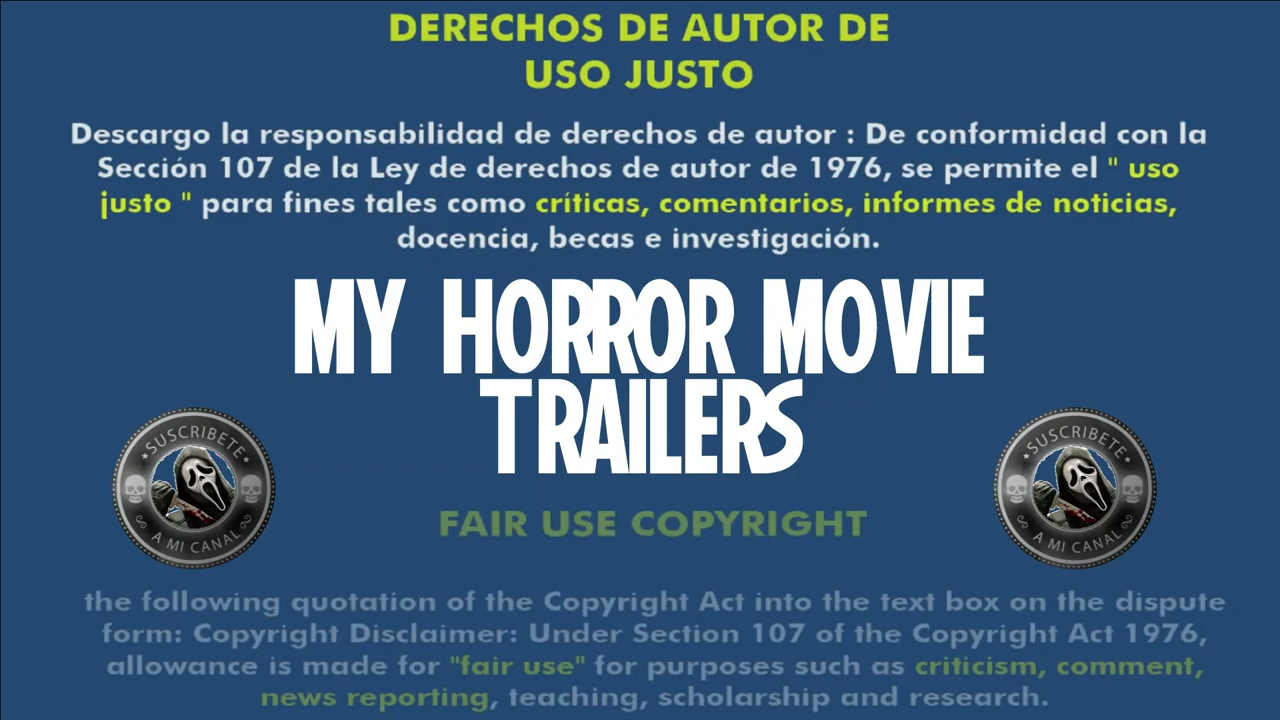 DERECHOS DE AUTOR DE
USO JUSTO
Descargo la responsabilidad de derechos de autor : De conformidad con la
Sección 107 de la Ley de derechos de autor de 1976, se permite el " uso
justo " para fines tales como críticas, comentarios, informes de noticias,
docencia, becas e investigación.
MY HORROR MOVIE
TRAILERS
SUSCRIBETE
A MI CANAL
SUSCRIBETE
A MI CANAL
FAIR USE COPYRIGHT
the following quotation of the Copyright Act into the text box on the dispute
form: Copyright Disclaimer: Under Section 107 of the Copyright Act 1976,
allowance is made for "fair use" for purposes such as criticism, comment,
news reporting, teaching, scholarship and research.